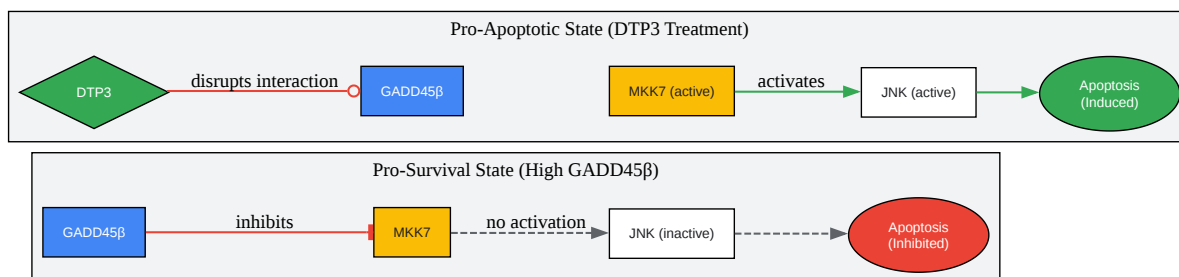 Pro-Apoptotic State (DTP3 Treatment)
DTP3
disrupts interaction
GADD45β
MKK7 (active)
activates
JNK (active)
Apoptosis
(Induced)
Pro-Survival State (High GADD45β)
GADD45β
inhibits
MKK7
no activation
JNK (inactive)
Apoptosis
(Inhibited)